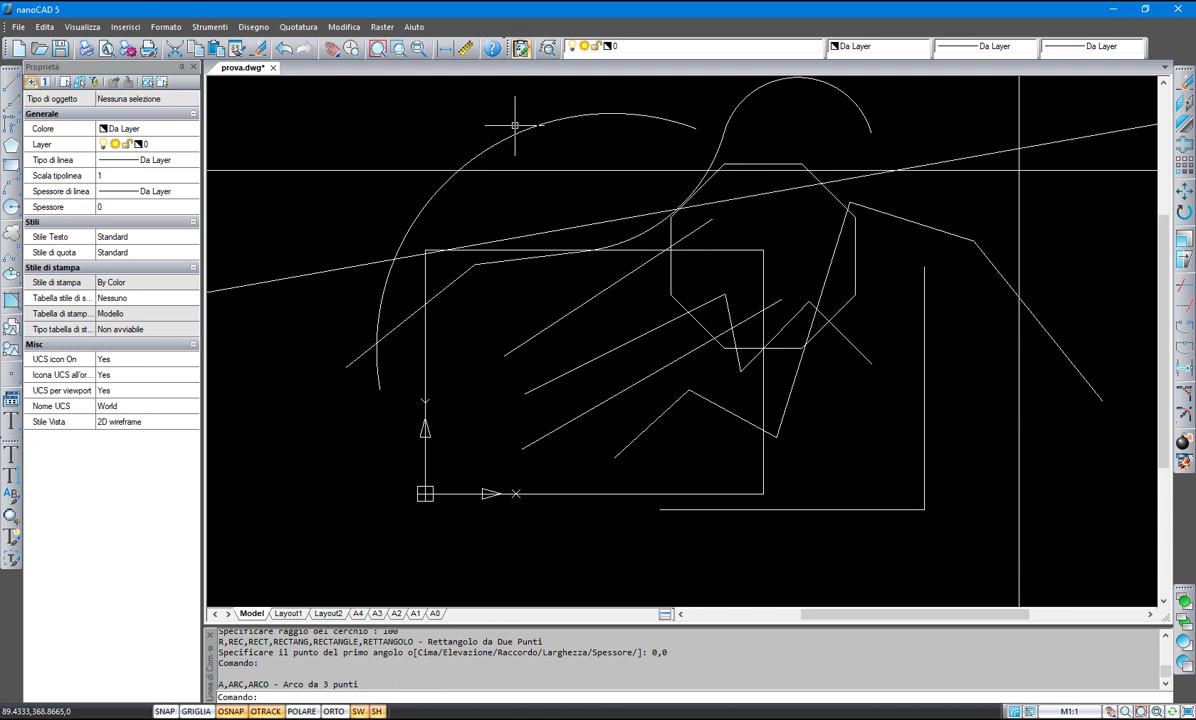 nanoCAD 5
File Edita Visualizza Inserisci Formato Strumenti Disegno Quotatura Modifica Raster Aiuto
0 Da Layer Da Layer Da Layer
Proprietà
prova.dwg*
Tipo di oggetto Nessuna selezione
Generale
Colore Da Layer
Layer 0
Tipo di linea Da Layer
Scala tipolinea 1
Spessore di linea Da Layer
Spessore 0
Stili
Stile Testo Standard
Stile di quota Standard
Stile di stampa
Stile di stampa By Color
Tabella stile di s... Nessuno
Tabella di stamp... Modello
Tipo tabella di st... Non avviabile
Misc
UCS icon On Yes
Icona UCS all'or... Yes
UCS per viewport Yes
Nome UCS World
Stile Vista 2D wireframe
Y
X
Model Layout1 Layout2 A4 A3 A2 A1 A0
Specificare raggio del cerchio : 100
R,REC,RECT,RECTANG,RECTANGLE,RETTANGOLO - Rettangolo da Due Punti
Specificare il punto del primo angolo o[Cima/Elevazione/Raccordo/Larghezza/Spessore/]: 0,0
Comando:
A,ARC,ARCO - Arco da 3 punti
Comando:
Linea di Com...
89.4333,368.8665,0 SNAP GRIGLIA OSNAP OTRACK POLARE ORTO SW SH M1:1